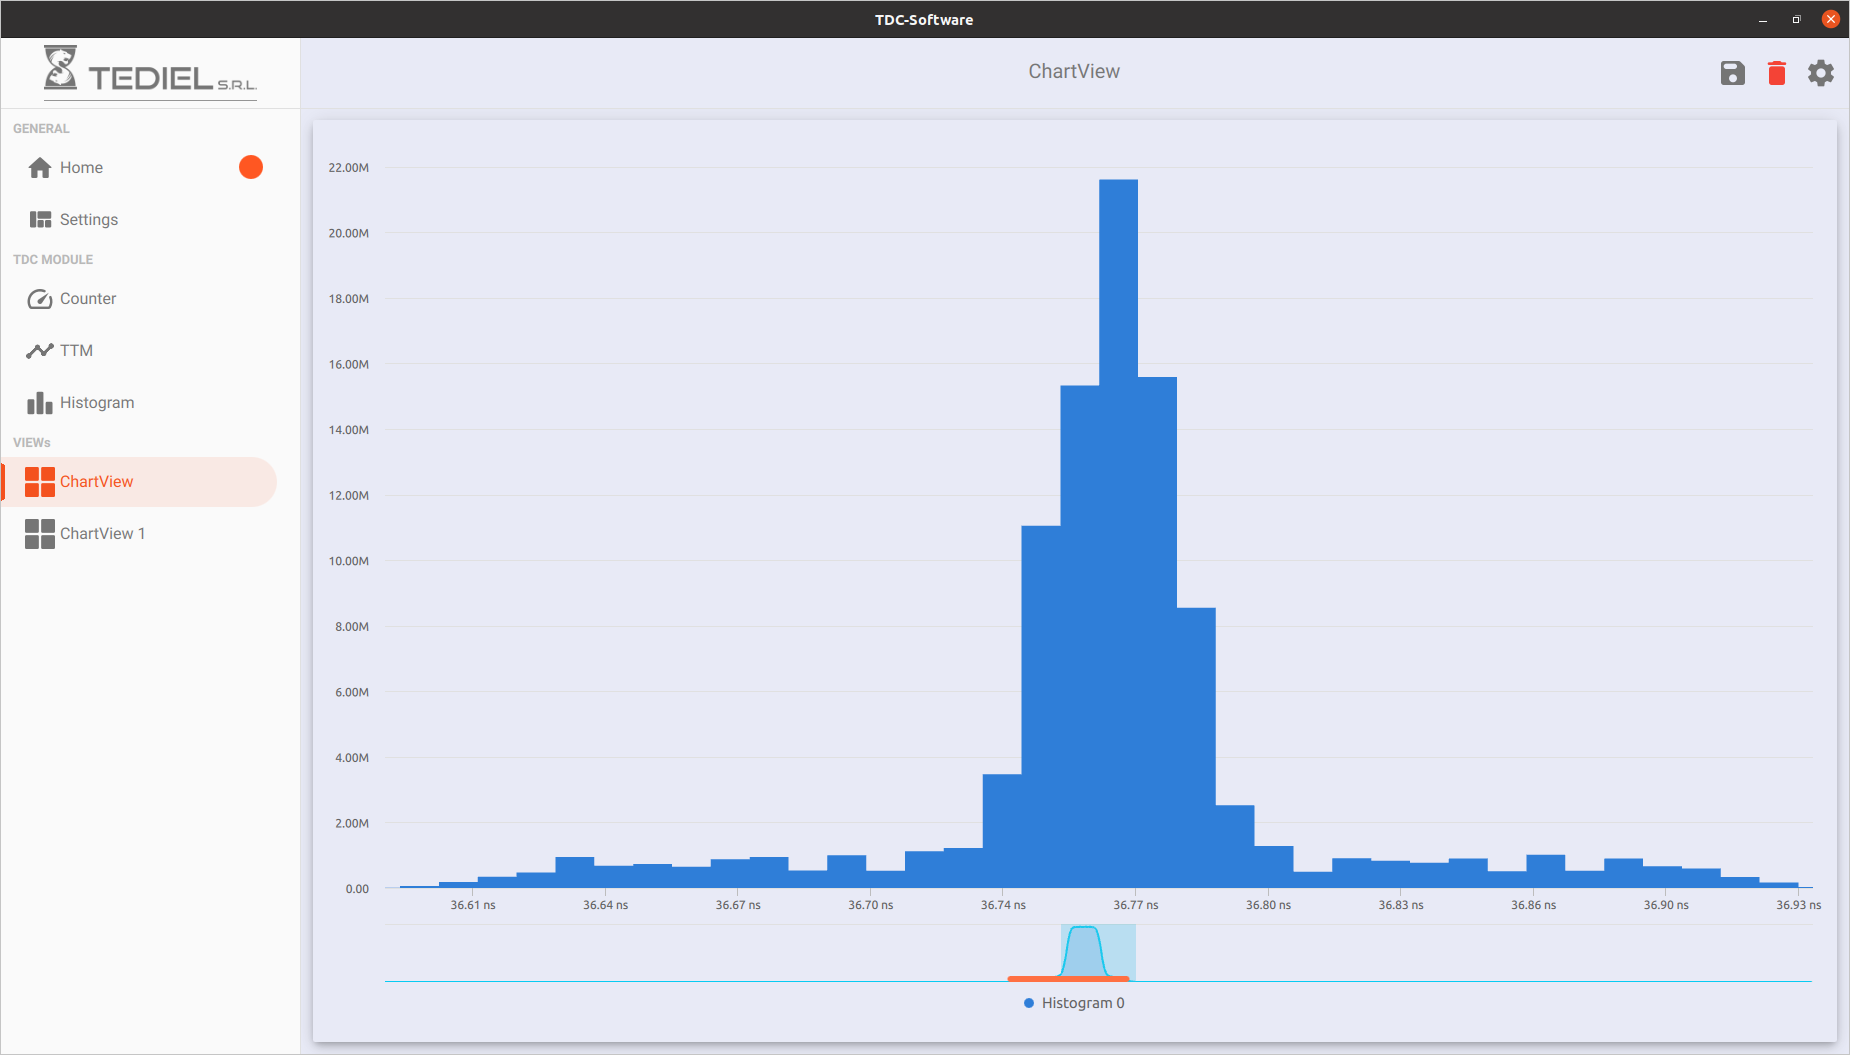 TDC-Software
TEDIEL S.R.L.
ChartView
GENERAL
Home
Settings
TDC MODULE
Counter
TTM
Histogram
VIEWs
ChartView
ChartView 1
22.00M
20.00M
18.00M
16.00M
14.00M
12.00M
10.00M
8.00M
6.00M
4.00M
2.00M
0.00
36.61 ns 36.64 ns 36.67 ns 36.70 ns 36.74 ns 36.77 ns 36.80 ns 36.83 ns 36.86 ns 36.90 ns 36.93 ns
Histogram 0